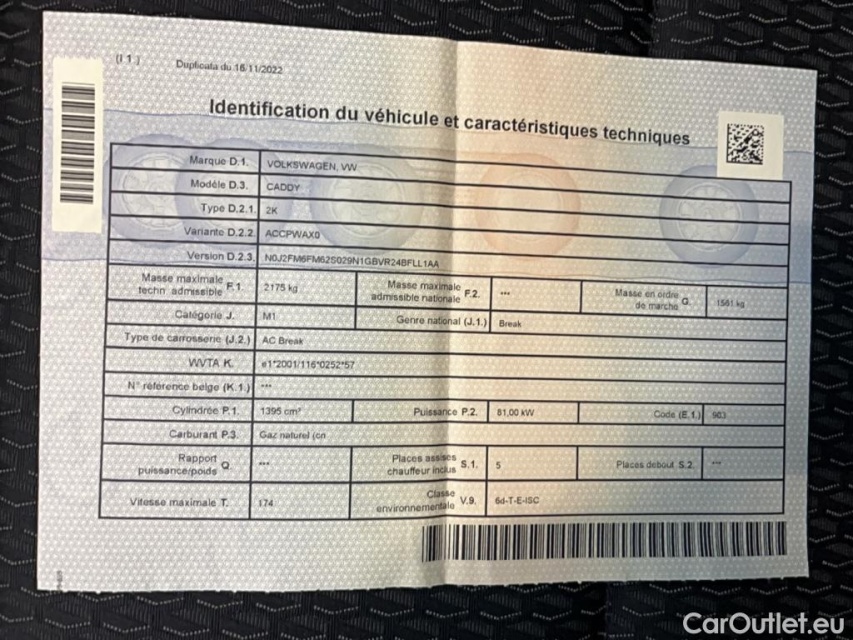 (I 1.) Duplicata du 16/11/2022
Identification du véhicule et caractéristiques techniques
Marque D.1. VOLKSWAGEN, VW
Modèle D.3. CADDY
Type D.2.1. 2K
Variante D.2.2. ACCPWAX0
Version D.2.3. N0J2FM6FM62S029N1GBVR24BFLL1AA
Masse maximale techn. admissible F.1. 2175 kg Masse maximale admissible nationale F.2. *** Masse en ordre de marche G. 1561 kg
Catégorie J. M1 Genre national (J.1.) Break
Type de carrosserie (J.2.) AC Break
WVTA K. e1*2001/116*0252*57
N° référence belge (K.1.) ***
Cylindrée P.1. 1395 cm³ Puissance P.2. 81,00 kW Code (E.1.) 903
Carburant P.3. Gaz naturel (cn
Rapport puissance/poids Q. *** Places assises chauffeur inclus S.1. 5 Places debout S.2. ***
Vitesse maximale T. 174 Classe environnementale V.9. 6d-T-E-ISC
CarOutlet.eu